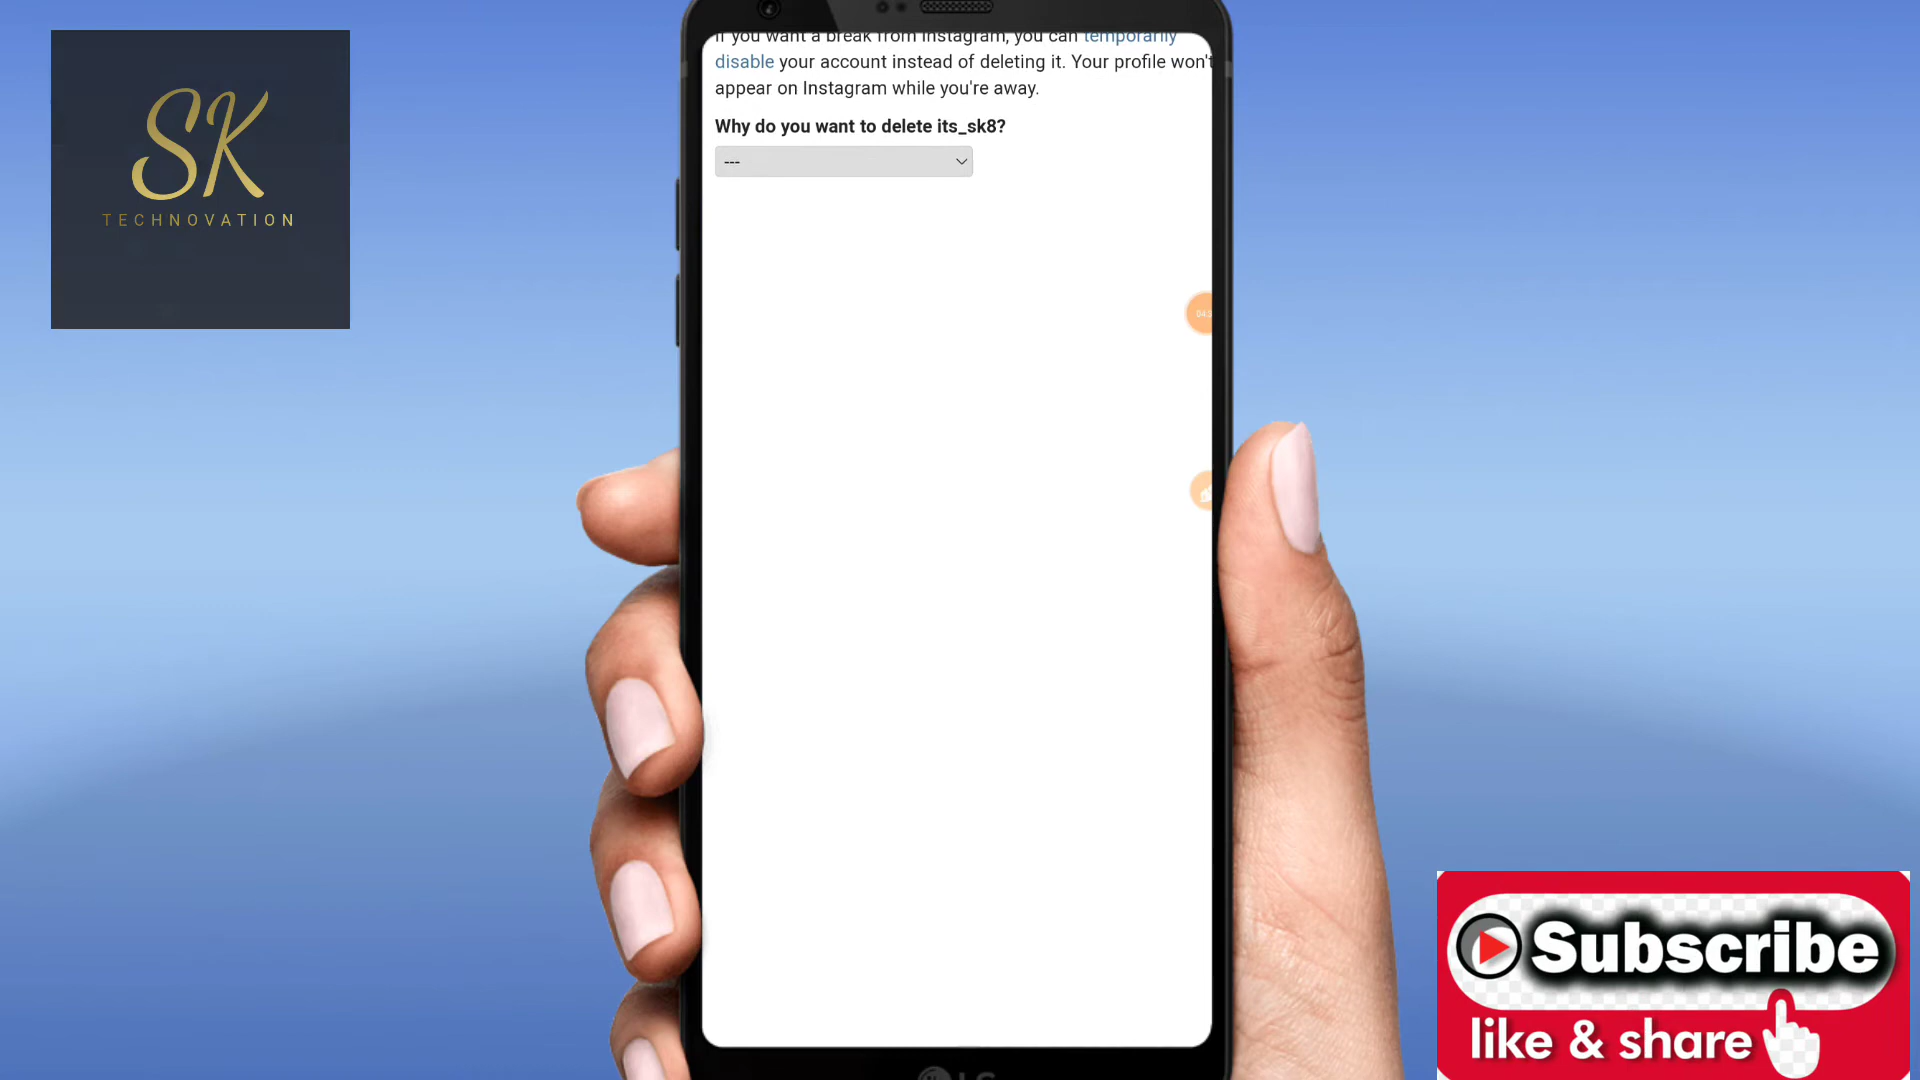 SK
TECHNOVATION
If you want a break from Instagram, you can temporarily
disable your account instead of deleting it. Your profile won't
appear on Instagram while you're away.
Why do you want to delete its_sk8?
---
Subscribe
like & share